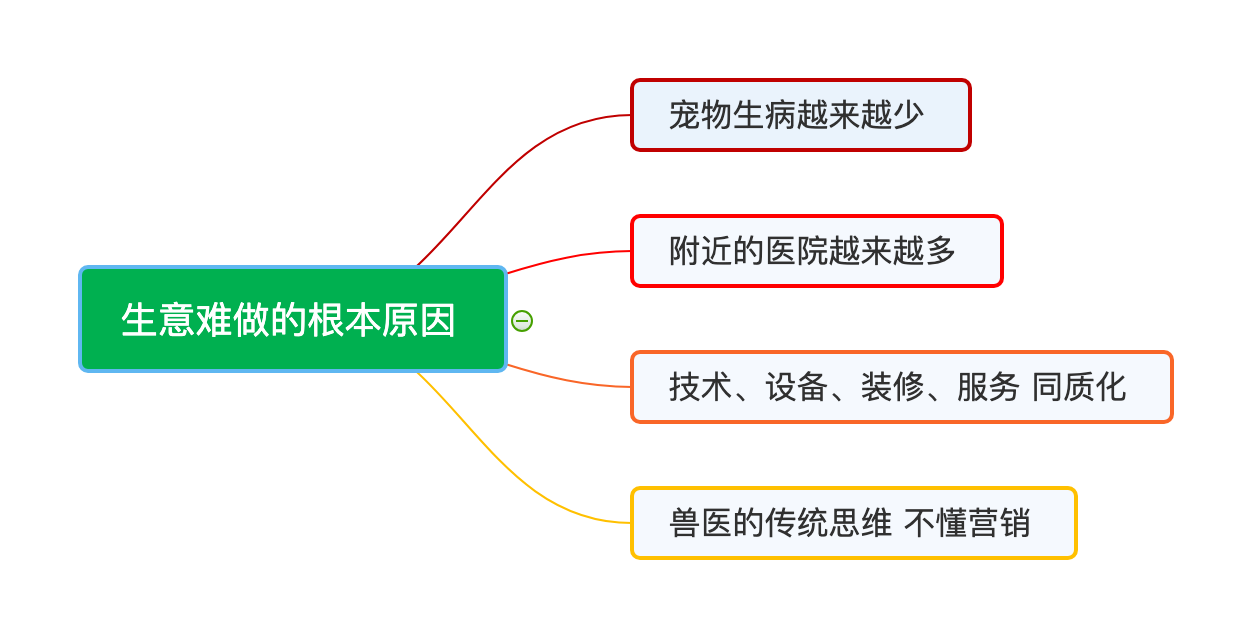 生意难做的根本原因
宠物生病越来越少
附近的医院越来越多
技术、设备、装修、服务 同质化
兽医的传统思维 不懂营销